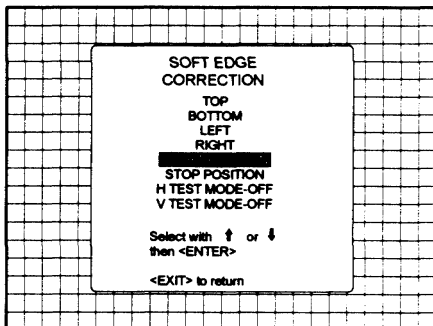 SOFT EDGE
CORRECTION
TOP
BOTTOM
LEFT
RIGHT
STOP POSITION
H TEST MODE-OFF
V TEST MODE-OFF
Select with ↑ or ↓
then <ENTER>
<EXIT> to return